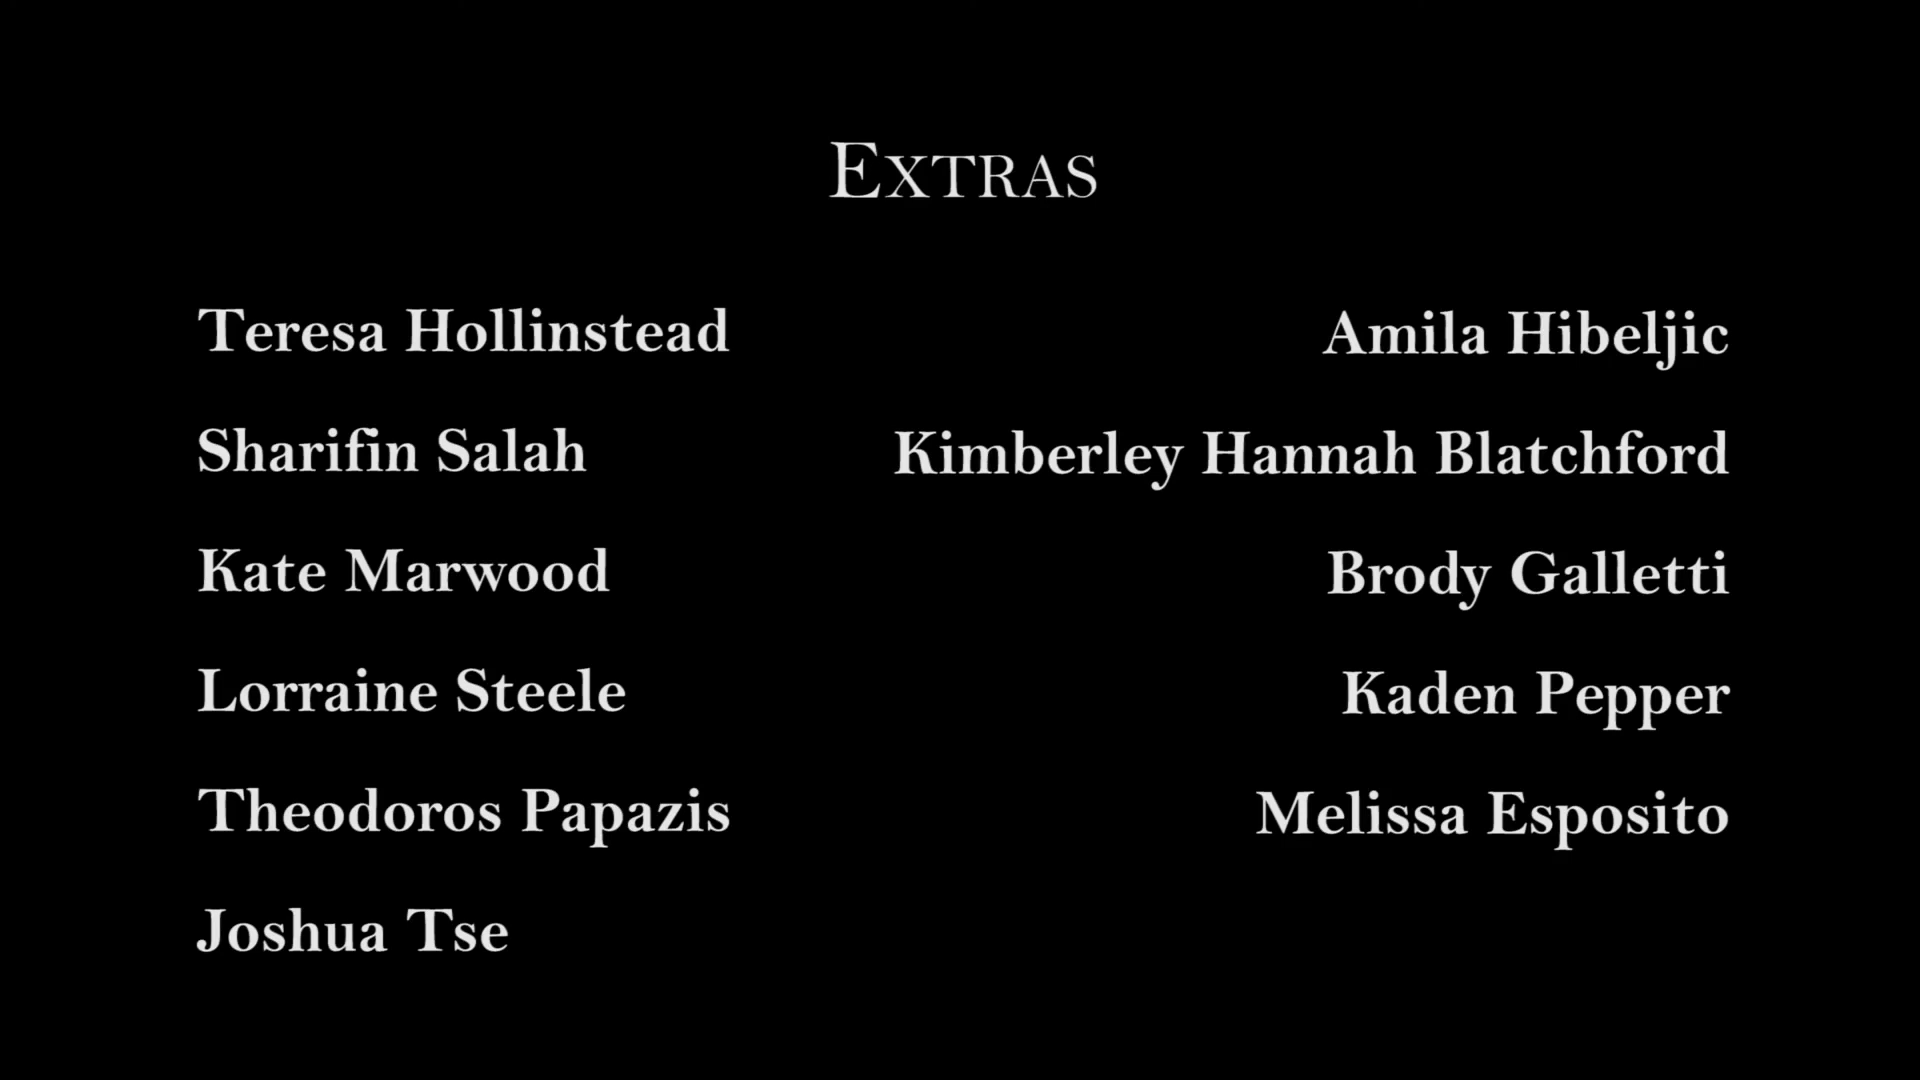 Extras
Teresa Hollinstead
Sharifin Salah
Kate Marwood
Lorraine Steele
Theodoros Papazis
Joshua Tse
Amila Hibeljic
Kimberley Hannah Blatchford
Brody Galletti
Kaden Pepper
Melissa Esposito